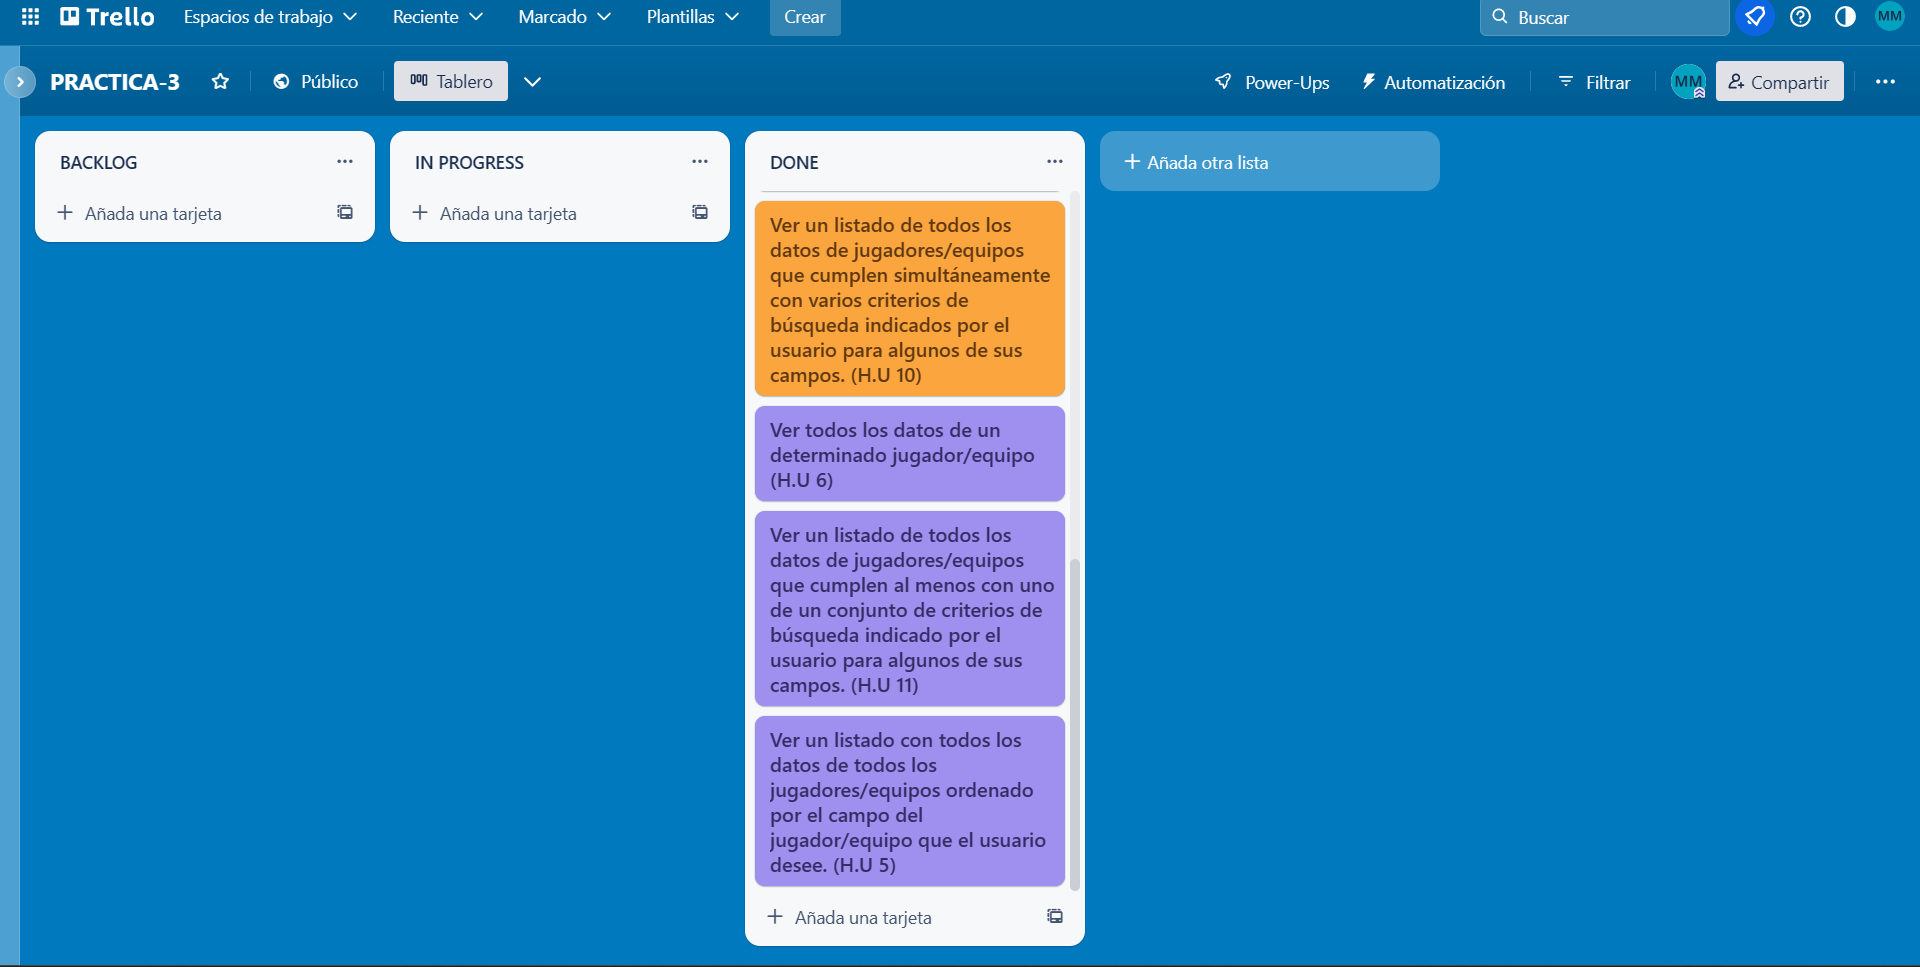 Trello Espacios de trabajo Reciente Marcado Plantillas Crear Buscar MM
PRACTICA-3 Público Tablero Power-Ups Automatización Filtrar MM Compartir
BACKLOG
Añada una tarjeta
IN PROGRESS
Añada una tarjeta
DONE
Ver un listado de todos los
datos de jugadores/equipos
que cumplen simultáneamente
con varios criterios de
búsqueda indicados por el
usuario para algunos de sus
campos. (H.U 10)
Ver todos los datos de un
determinado jugador/equipo
(H.U 6)
Ver un listado de todos los
datos de jugadores/equipos
que cumplen al menos con uno
de un conjunto de criterios de
búsqueda indicado por el
usuario para algunos de sus
campos. (H.U 11)
Ver un listado con todos los
datos de todos los
jugadores/equipos ordenado
por el campo del
jugador/equipo que el usuario
desee. (H.U 5)
Añada una tarjeta
Añada otra lista